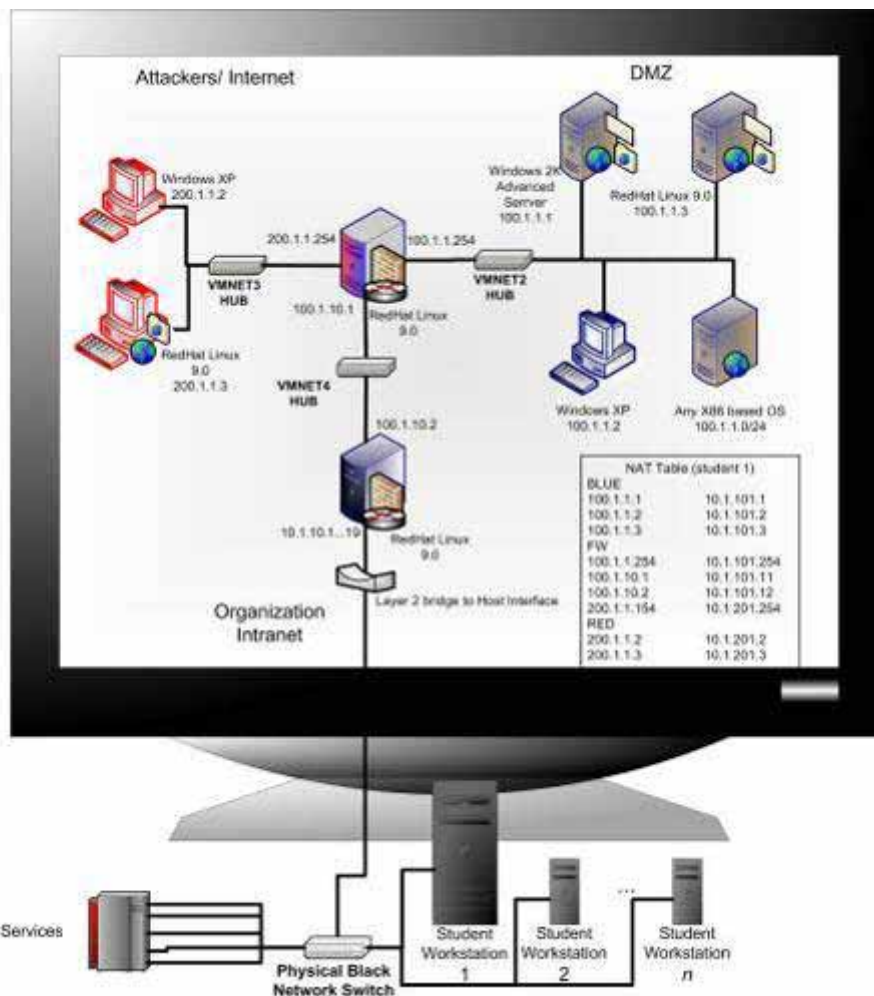 Attackers/ Internet
DMZ
Windows XP
200.1.1.2
Windows 2K
Advanced
Server
100.1.1.1
RedHat Linux 9.0
100.1.1.3
200.1.1.254
100.1.1.254
VMNET3
HUB
VMNET2
HUB
100.1.10.1
RedHat Linux
9.0
RedHat Linux
9.0
200.1.1.3
VMNET4
HUB
Windows XP
100.1.1.2
Any X86 based OS
100.1.1.0/24
100.1.10.2
NAT Table (student 1)
BLUE
100.1.1.1 10.1.101.1
100.1.1.2 10.1.101.2
100.1.1.3 10.1.101.3
FW
100.1.1.254 10.1.101.254
100.1.10.1 10.1.101.11
100.1.10.2 10.1.101.12
200.1.1.154 10.1.201.254
RED
200.1.1.2 10.1.201.2
200.1.1.3 10.1.201.3
10.1.10.1...19
RedHat Linux
9.0
Layer 2 bridge to Host Interface
Organization
Intranet
Services
Physical Black
Network Switch
Student
Workstation
1
Student
Workstation
2
...
Student
Workstation
n